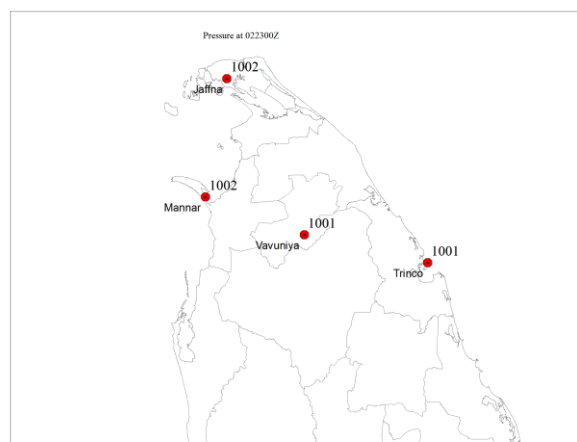 Pressure at 022300Z
1002
Jaffna
1002
Mannar
1001
Vavuniya
1001
Trinco